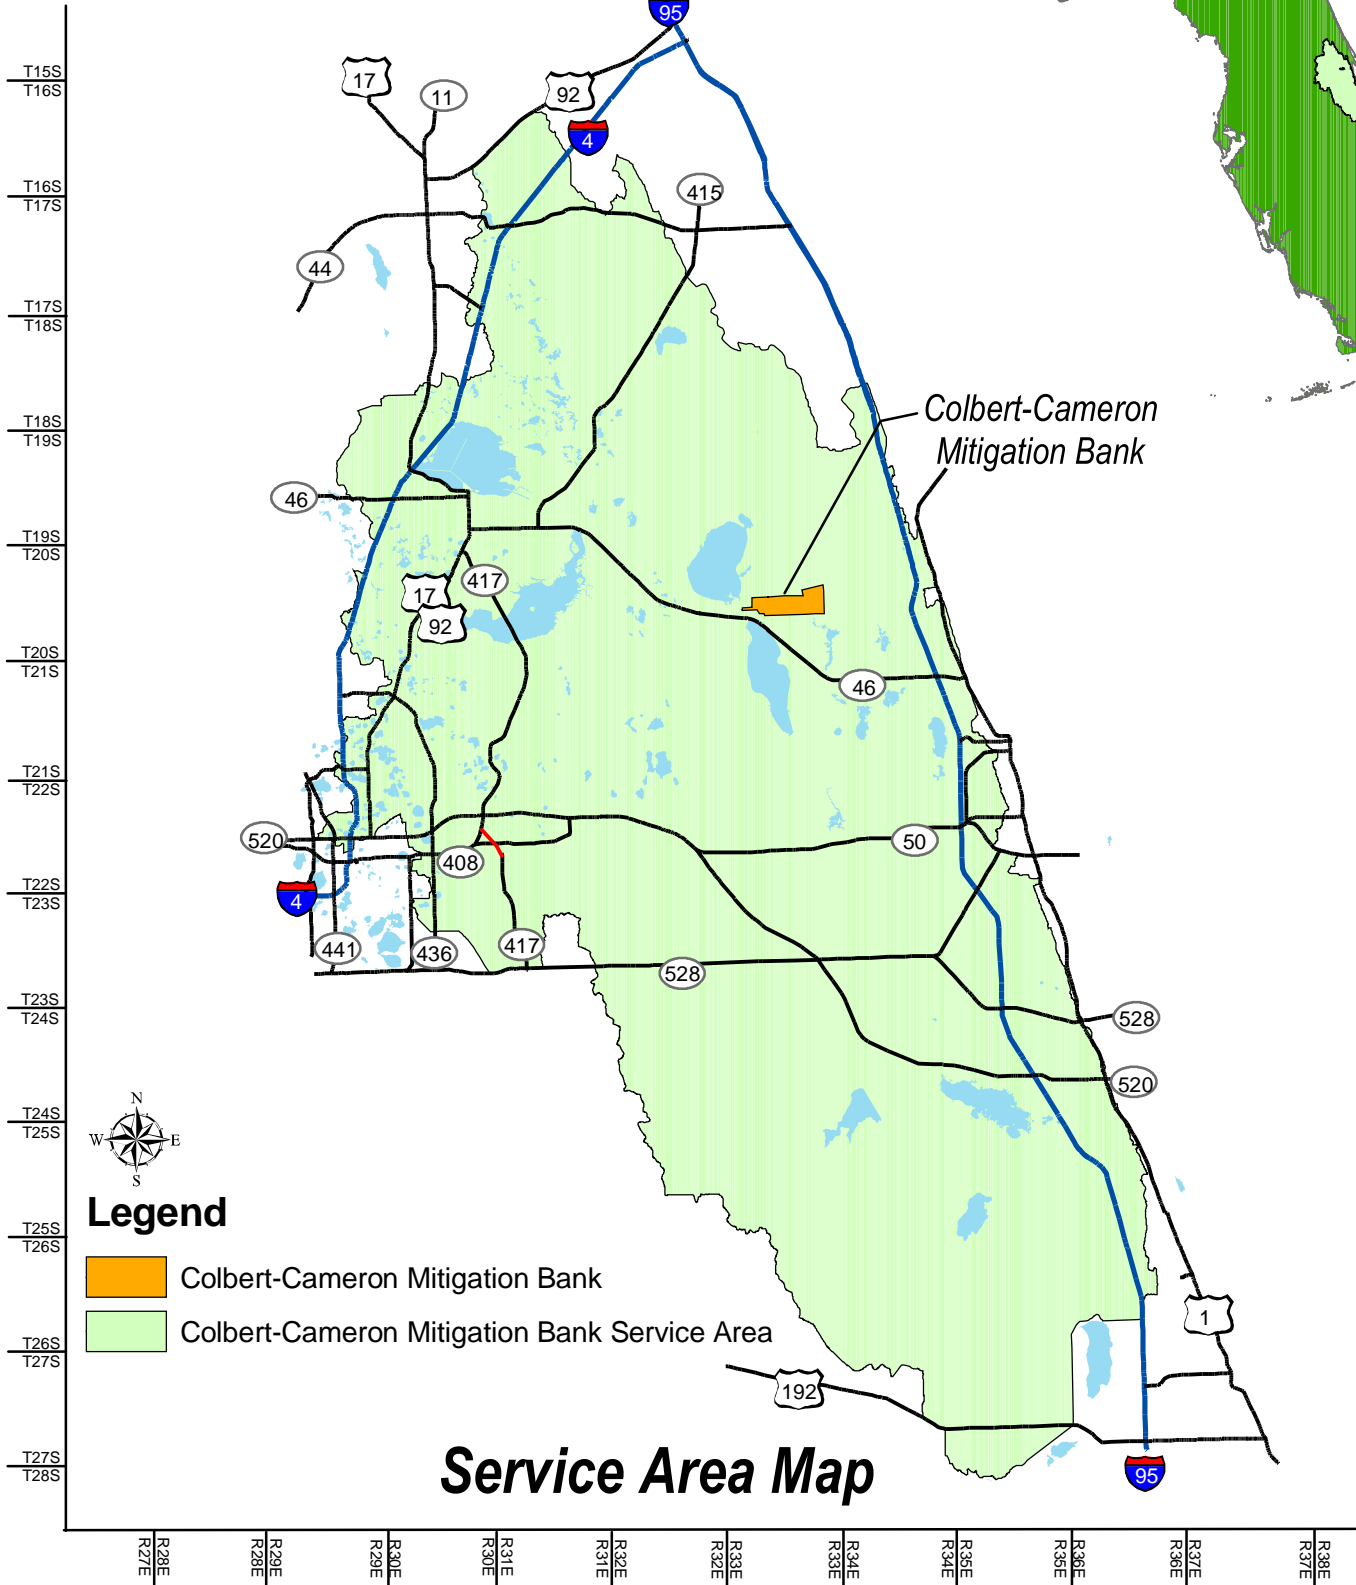 95
T15S
T16S
17
11
92
4
T16S
T17S
415
44
T17S
T18S
Colbert-Cameron
Mitigation Bank
T18S
T19S
46
T19S
T20S
417
17
92
T20S
T21S
46
T21S
T22S
520
50
408
T22S
T23S
4
441
436
417
528
T23S
T24S
528
520
N
W
E
S
T24S
T25S
Legend
T25S
T26S
Colbert-Cameron Mitigation Bank
1
Colbert-Cameron Mitigation Bank Service Area
T26S
T27S
192
Service Area Map
T27S
T28S
95
R28E
R27E
R29E
R28E
R30E
R29E
R31E
R30E
R32E
R31E
R33E
R32E
R34E
R33E
R35E
R34E
R36E
R35E
R37E
R36E
R38E
R37E